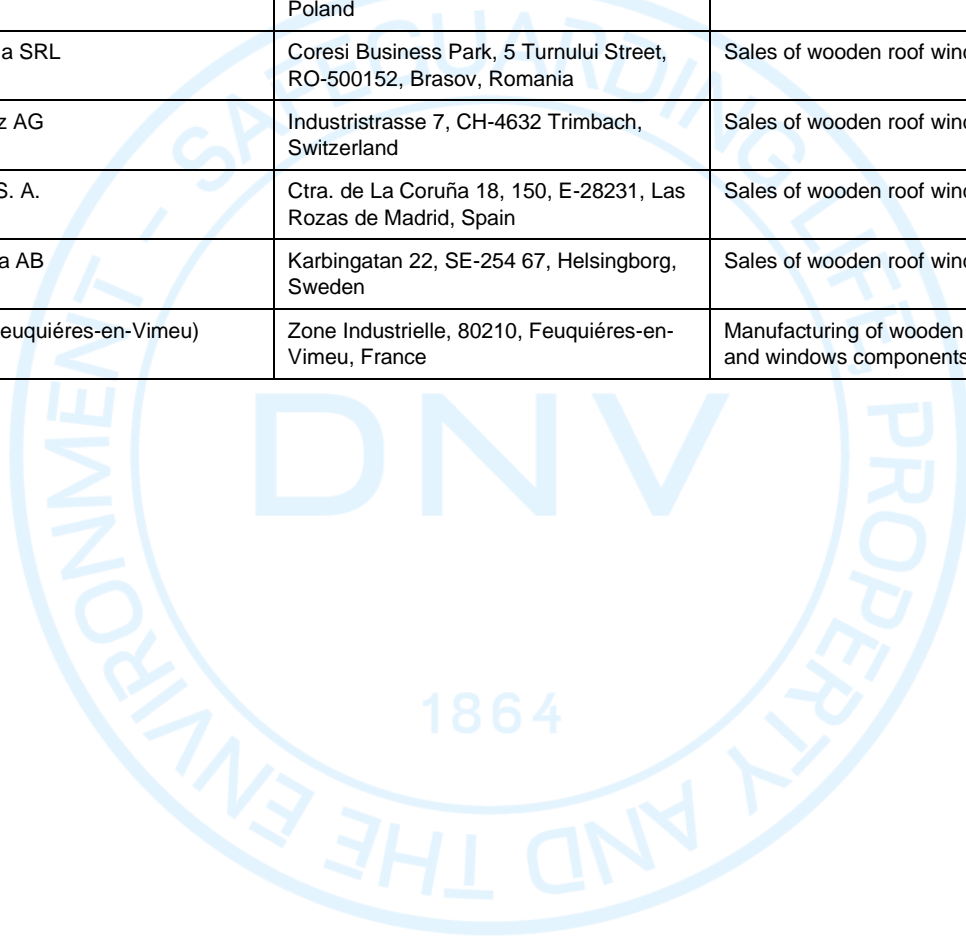 Poland
a SRL
Coresi Business Park, 5 Turnului Street,
RO-500152, Brasov, Romania
Sales of wooden roof wind
z AG
Industristrasse 7, CH-4632 Trimbach,
Switzerland
Sales of wooden roof wind
S. A.
Ctra. de La Coruña 18, 150, E-28231, Las
Rozas de Madrid, Spain
Sales of wooden roof wind
a AB
Karbingatan 22, SE-254 67, Helsingborg,
Sweden
Sales of wooden roof wind
euquiéres-en-Vimeu)
Zone Industrielle, 80210, Feuquiéres-en-
Vimeu, France
Manufacturing of wooden
and windows components
SAFEGUARDING LIFE, PROPERTY AND THE ENVIRONMENT –
DNV
1864